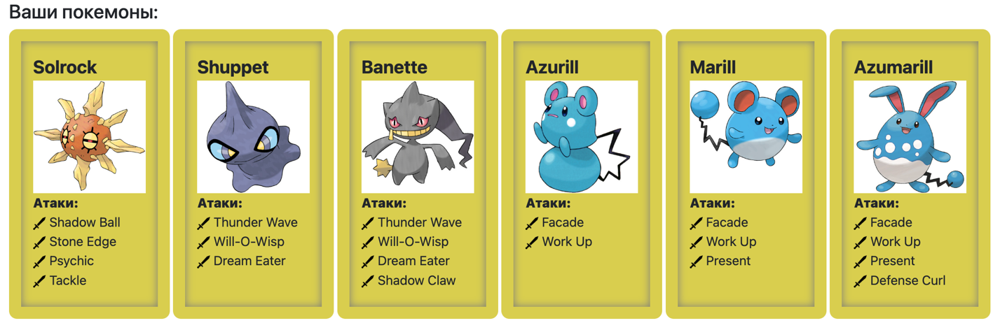 Ваши покемоны:
Solrock
Атаки:
Shadow Ball
Stone Edge
Psychic
Tackle
Shuppet
Атаки:
Thunder Wave
Will-O-Wisp
Dream Eater
Banette
Атаки:
Thunder Wave
Will-O-Wisp
Dream Eater
Shadow Claw
Azurill
Атаки:
Facade
Work Up
Marill
Атаки:
Facade
Work Up
Present
Azumarill
Атаки:
Facade
Work Up
Present
Defense Curl